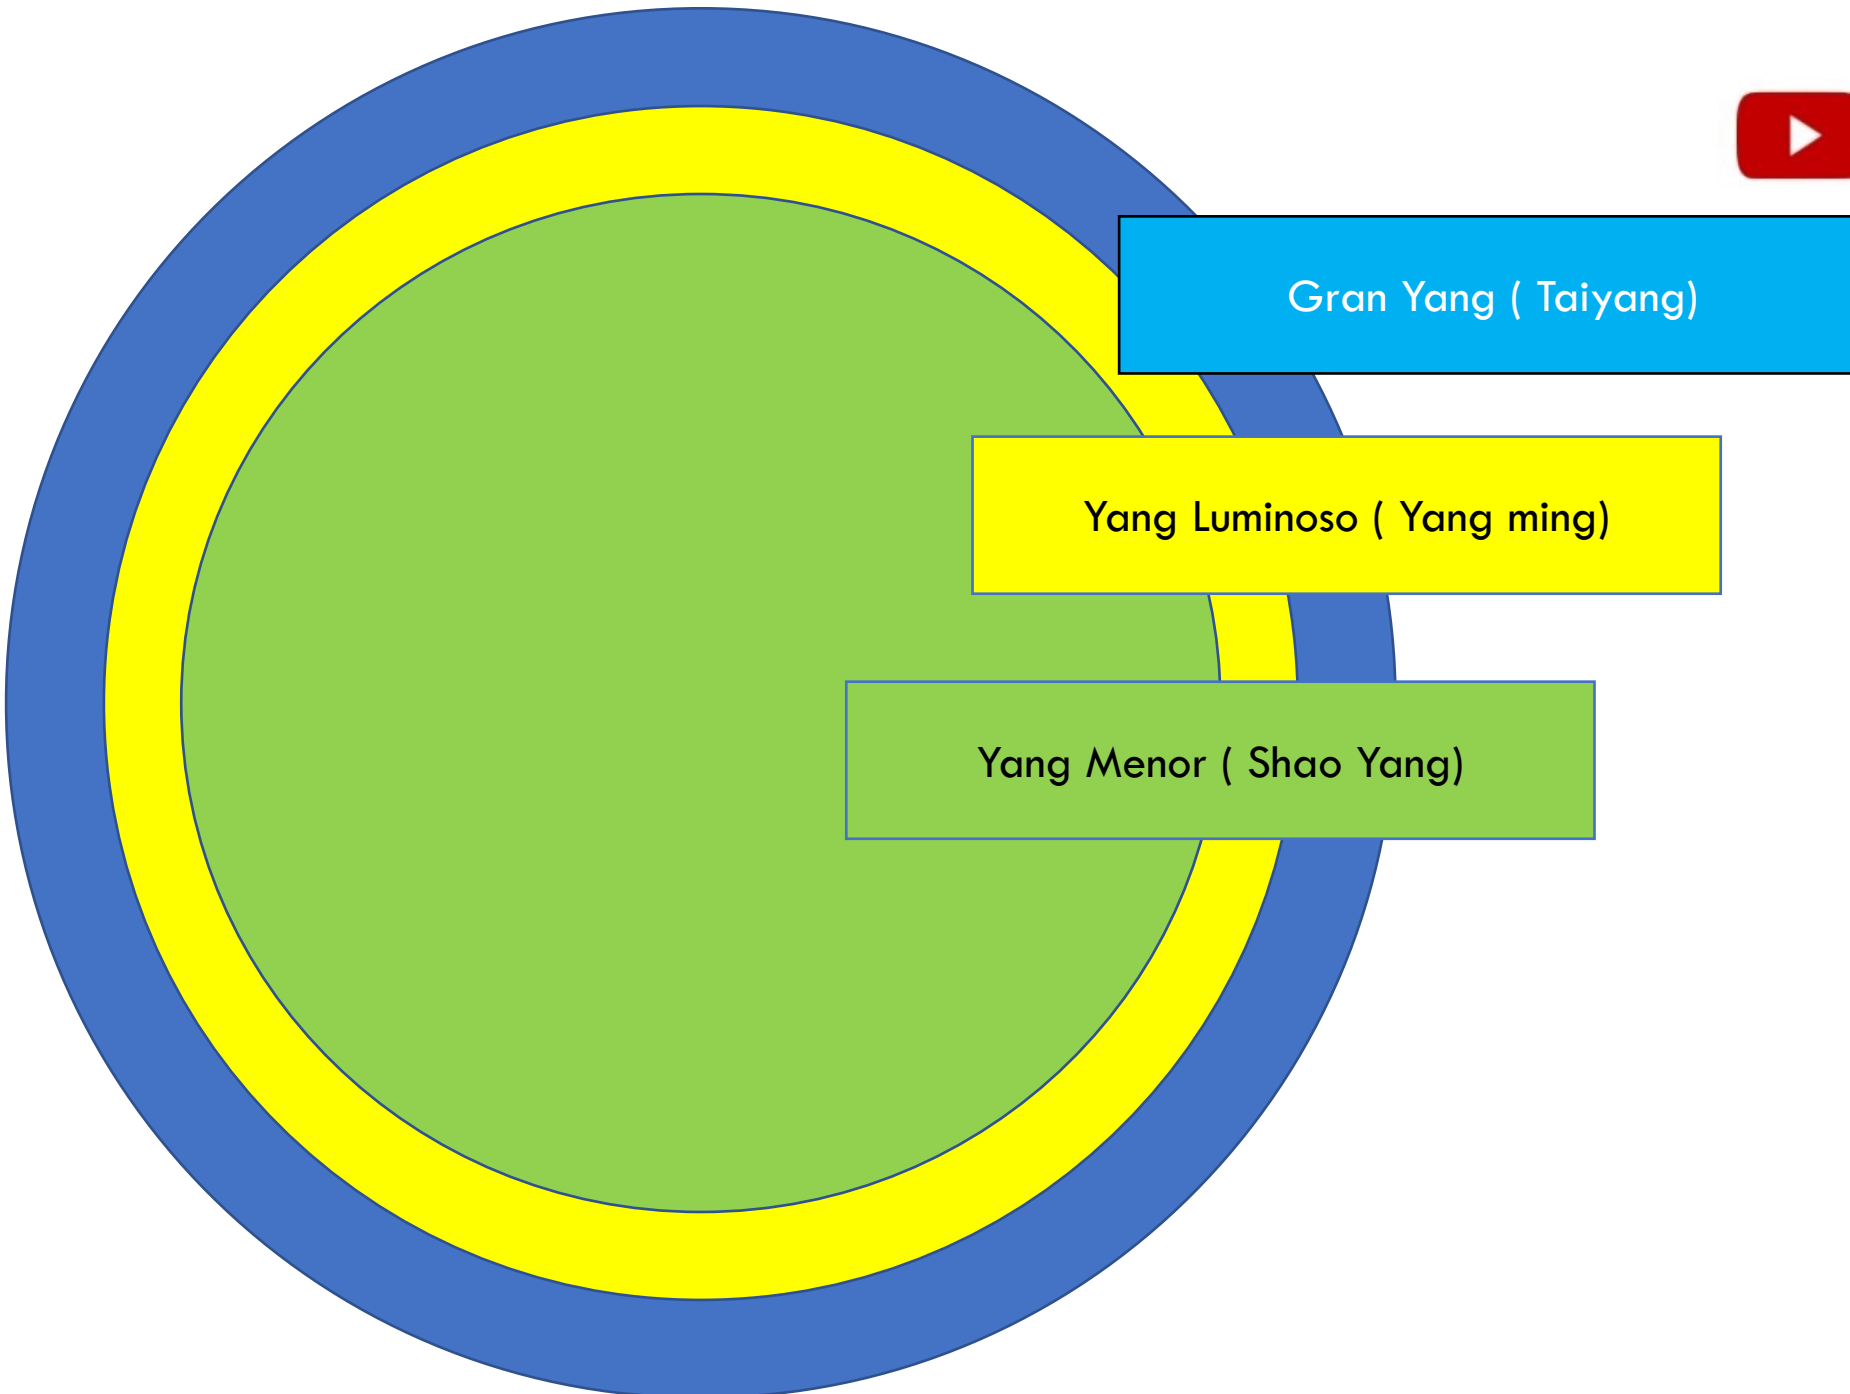 Gran Yang ( Taiyang)
Yang Luminoso ( Yang ming)
Yang Menor ( Shao Yang)